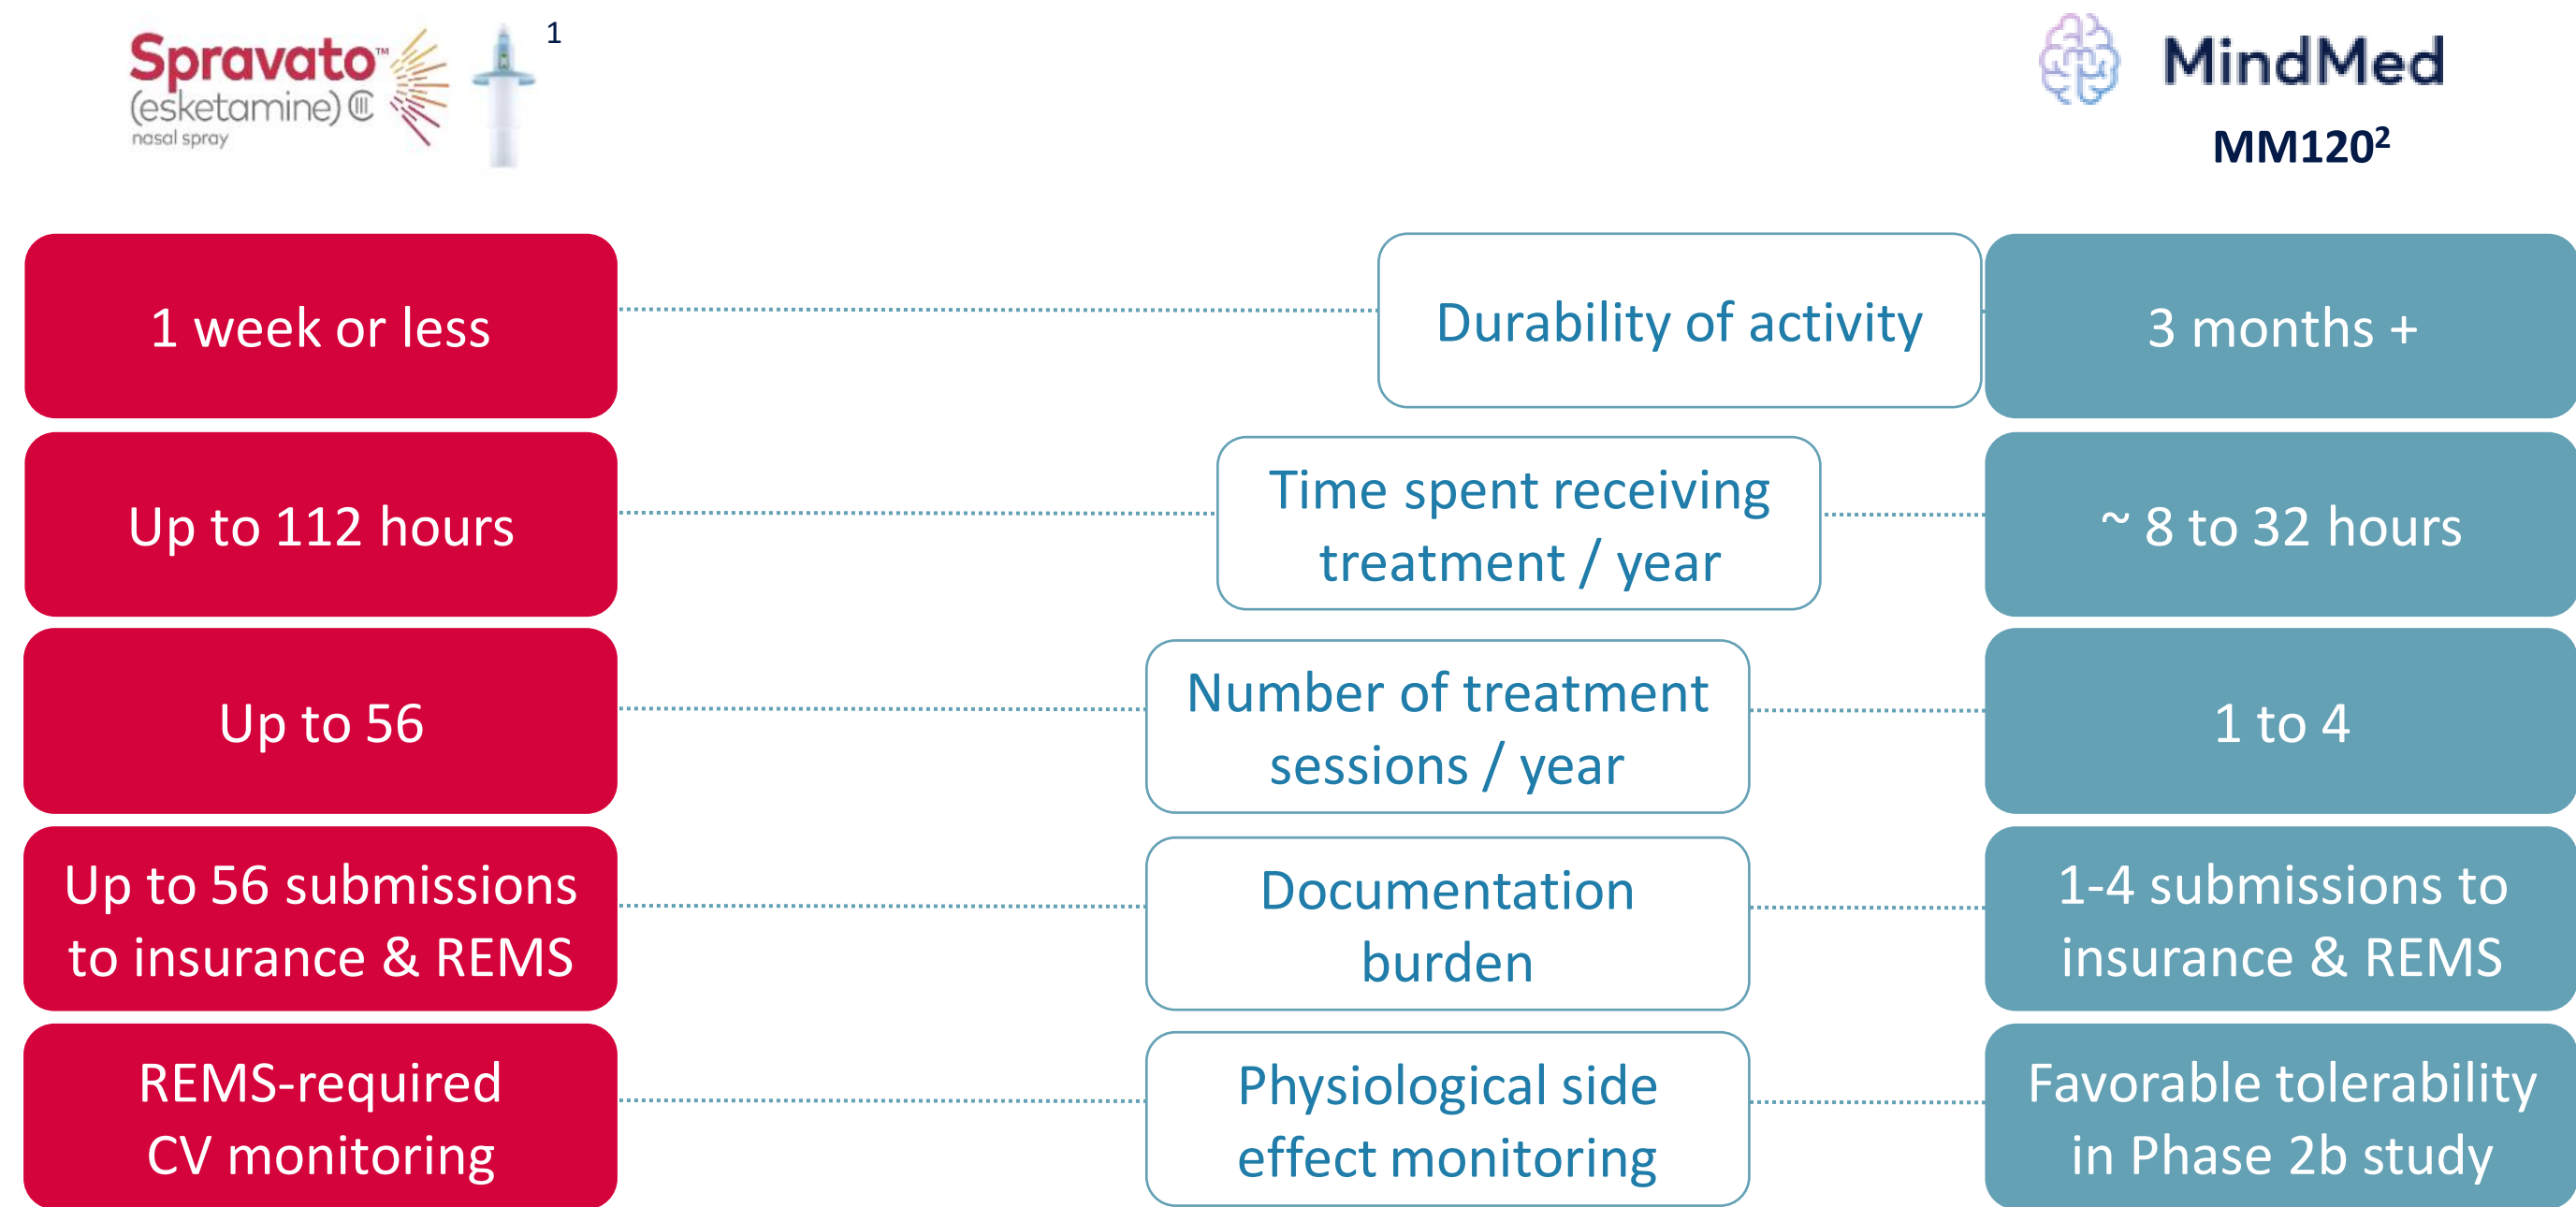 Spravato™
(esketamine) CIII
nasal spray
1
MindMed
MM120²
1 week or less
Durability of activity
3 months +
Up to 112 hours
Time spent receiving
treatment / year
~ 8 to 32 hours
Up to 56
Number of treatment
sessions / year
1 to 4
Up to 56 submissions
to insurance & REMS
Documentation
burden
1-4 submissions to
insurance & REMS
REMS-required
CV monitoring
Physiological side
effect monitoring
Favorable tolerability
in Phase 2b study